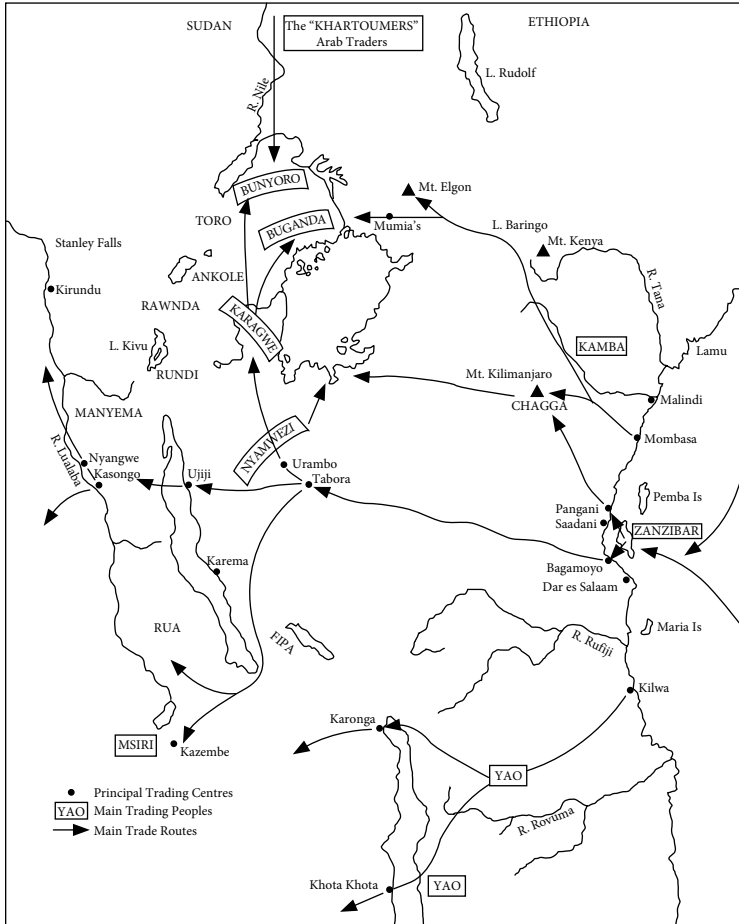 SUDAN
The “KHARTOUMERS”
Arab Traders
ETHIOPIA
L. Rudolf
R. Nile
BUNYORO
Mt. Elgon
TORO
BUGANDA
Mumia's
L. Baringo
Mt. Kenya
Stanley Falls
ANKOLE
R. Tana
Kirundu
RAWNDA
KARAGWE
L. Kivu
KAMBA
Lamu
RUNDI
Mt. Kilimanjaro
CHAGGA
Malindi
MANYEMA
Mombasa
NYAMWEZI
R. Lualaba
Nyangwe
Kasongo
Ujiji
Urambo
Tabora
Pemba Is
Pangani
Saadani
ZANZIBAR
Bagamoyo
Karema
Dar es Salaam
RUA
FIPA
Maria Is
R. Rufiji
Kilwa
Karonga
MSIRI
Kazembe
YAO
Principal Trading Centres
YAO Main Trading Peoples
Main Trade Routes
R. Rovuma
Khota Khota
YAO